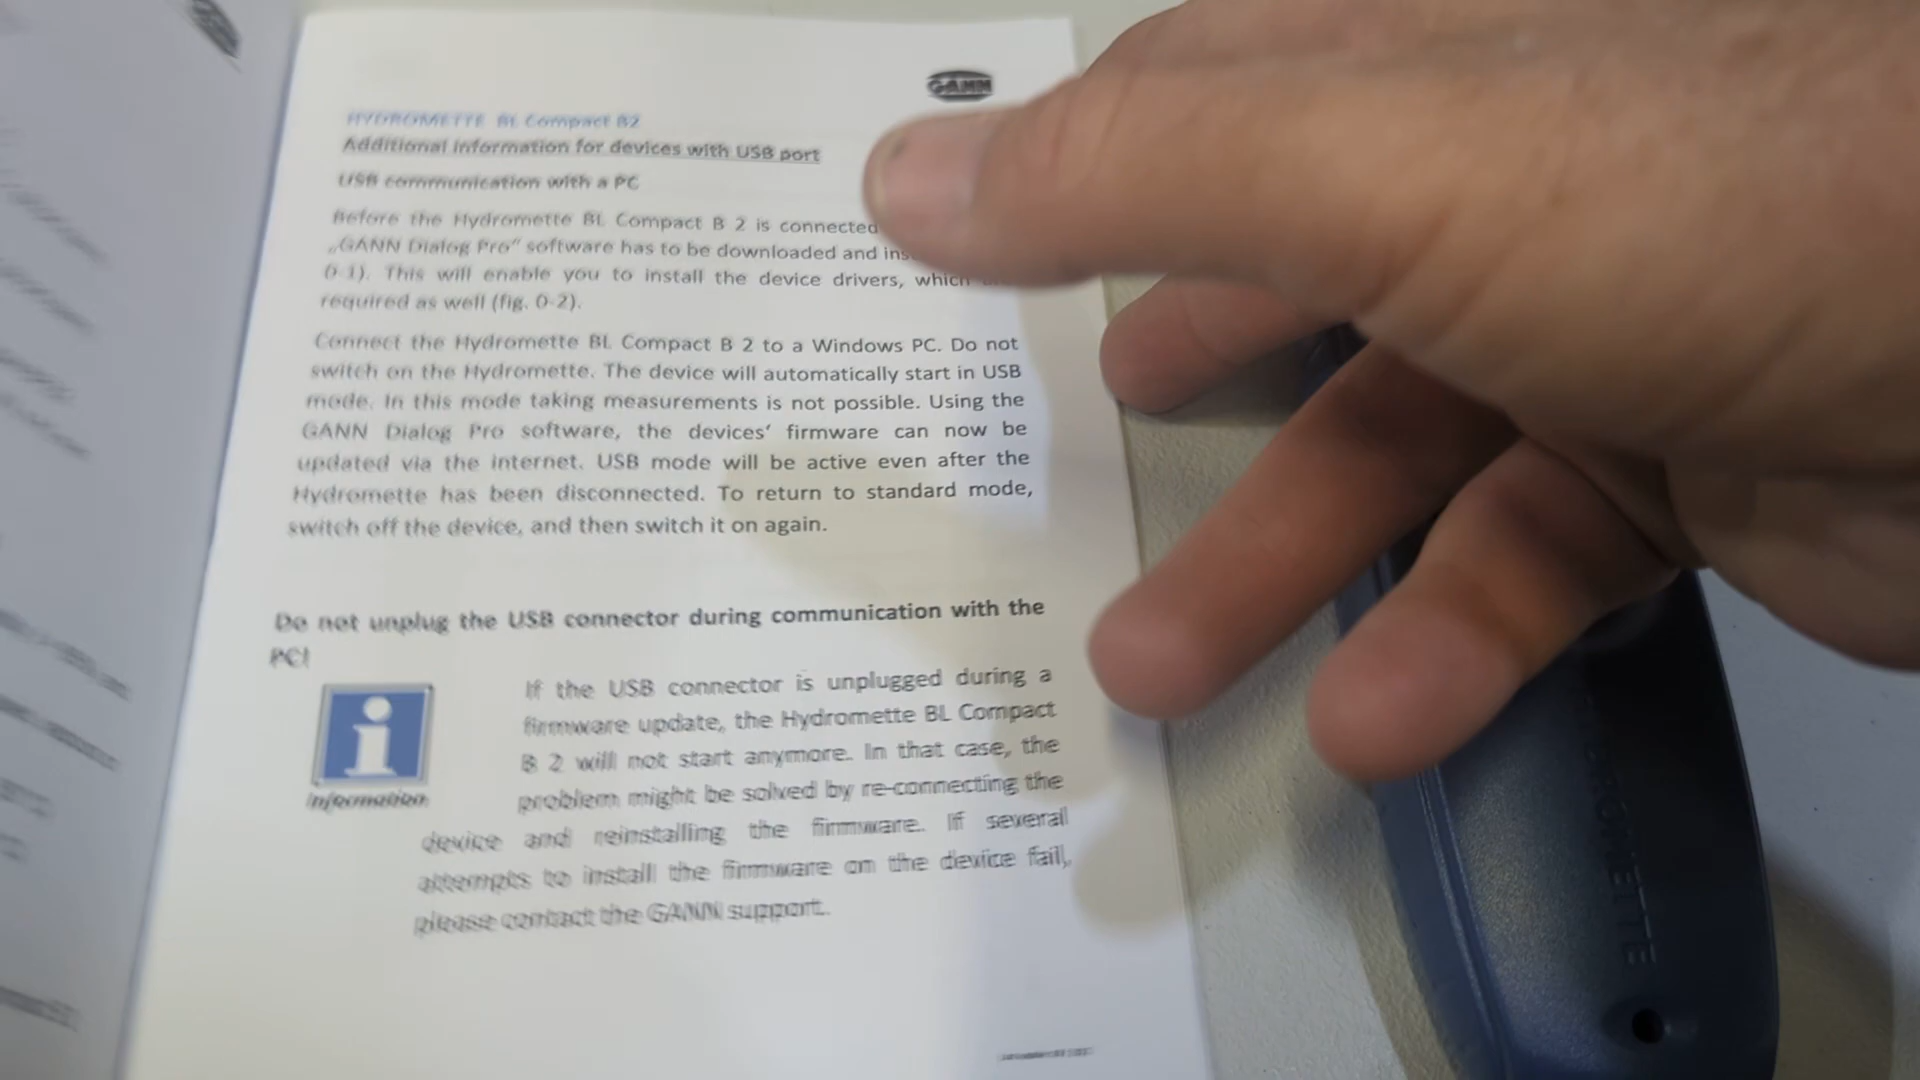 GANN
HYDROMETTE BL Compact B2
Additional information for devices with USB port
USB communication with a PC
Before the Hydromette BL Compact B 2 is connected
„GANN Dialog Pro“ software has to be downloaded and
0-1). This will enable you to install the device drivers, which
required as well (fig. 0-2).
Connect the Hydromette BL Compact B 2 to a Windows PC. Do not
switch on the Hydromette. The device will automatically start in USB
mode. In this mode taking measurements is not possible. Using the
GANN Dialog Pro software, the devices‘ firmware can now be
updated via the internet. USB mode will be active even after the
Hydromette has been disconnected. To return to standard mode,
switch off the device, and then switch it on again.
Do not unplug the USB connector during communication with the
PC!
If the USB connector is unplugged during a
firmware update, the Hydromette BL Compact
B 2 will not start anymore. In that case, the
problem might be solved by re-connecting the
device and reinstalling the firmware. If several
attempts to install the firmware on the device fail,
please contact the GANN support.
i
Information